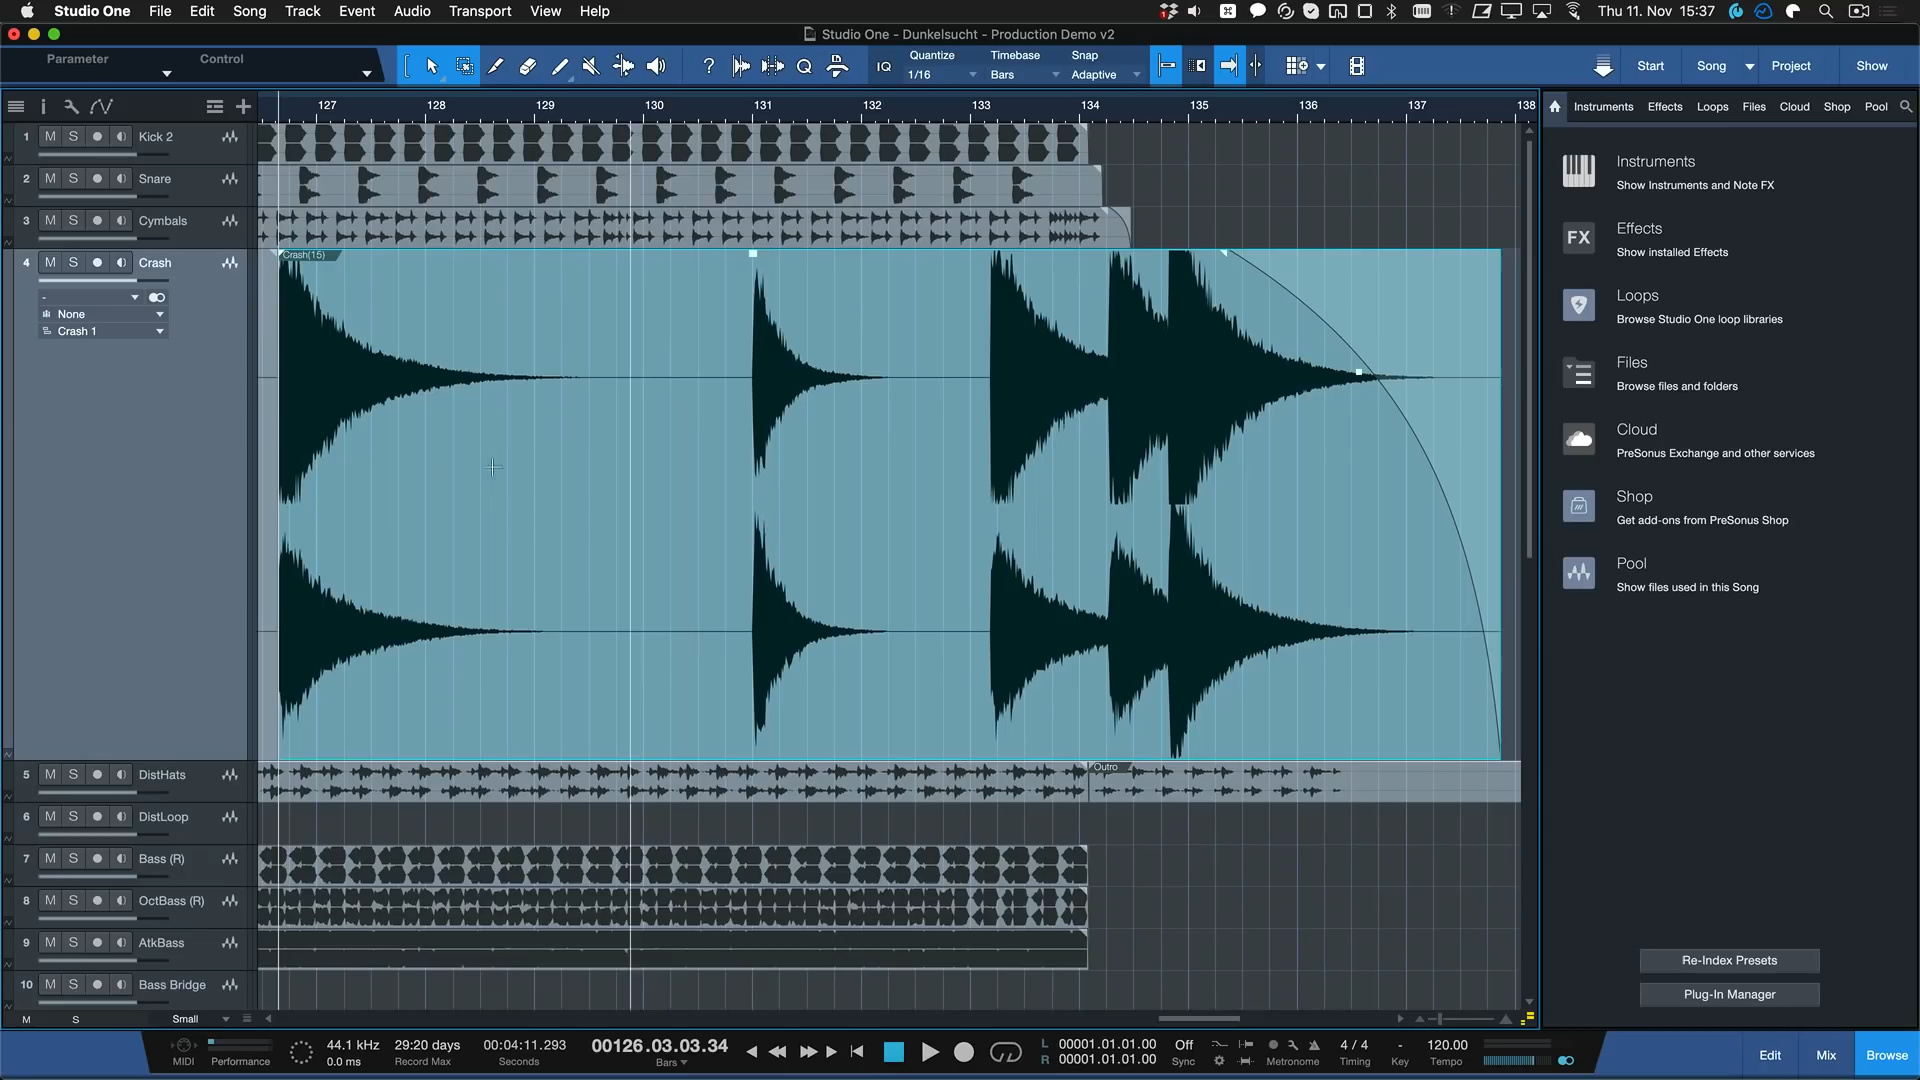 Studio One File Edit Song Track Event Audio Transport View Help
Thu 11. Nov 15:37
Studio One - Dunkelsucht - Production Demo v2
Parameter Control
? Q IQ
Quantize Timebase Snap
1/16 Bars Adaptive
Start Song Project Show
127 128 129 130 131 132 133 134 135 136 137 138
Instruments Effects Loops Files Cloud Shop Pool
1 M S Kick 2
2 M S Snare
3 M S Cymbals
4 M S Crash
-
None
Crash 1
Crash(15)
5 M S DistHats
Outro
6 M S DistLoop
7 M S Bass (R)
8 M S OctBass (R)
9 M S AtkBass
10 M S Bass Bridge
M S Small
Instruments
Show Instruments and Note FX
FX
Effects
Show installed Effects
Loops
Browse Studio One loop libraries
Files
Browse files and folders
Cloud
PreSonus Exchange and other services
Shop
Get add-ons from PreSonus Shop
Pool
Show files used in this Song
Re-Index Presets
Plug-In Manager
MIDI
Performance
44.1 kHz
0.0 ms
29:20 days
Record Max
00:04:11.293
Seconds
00126.03.03.34
Bars
L 00001.01.01.00
R 00001.01.01.00
Off
Sync
Metronome
4 / 4
Timing
-
Key
120.00
Tempo
Edit Mix Browse